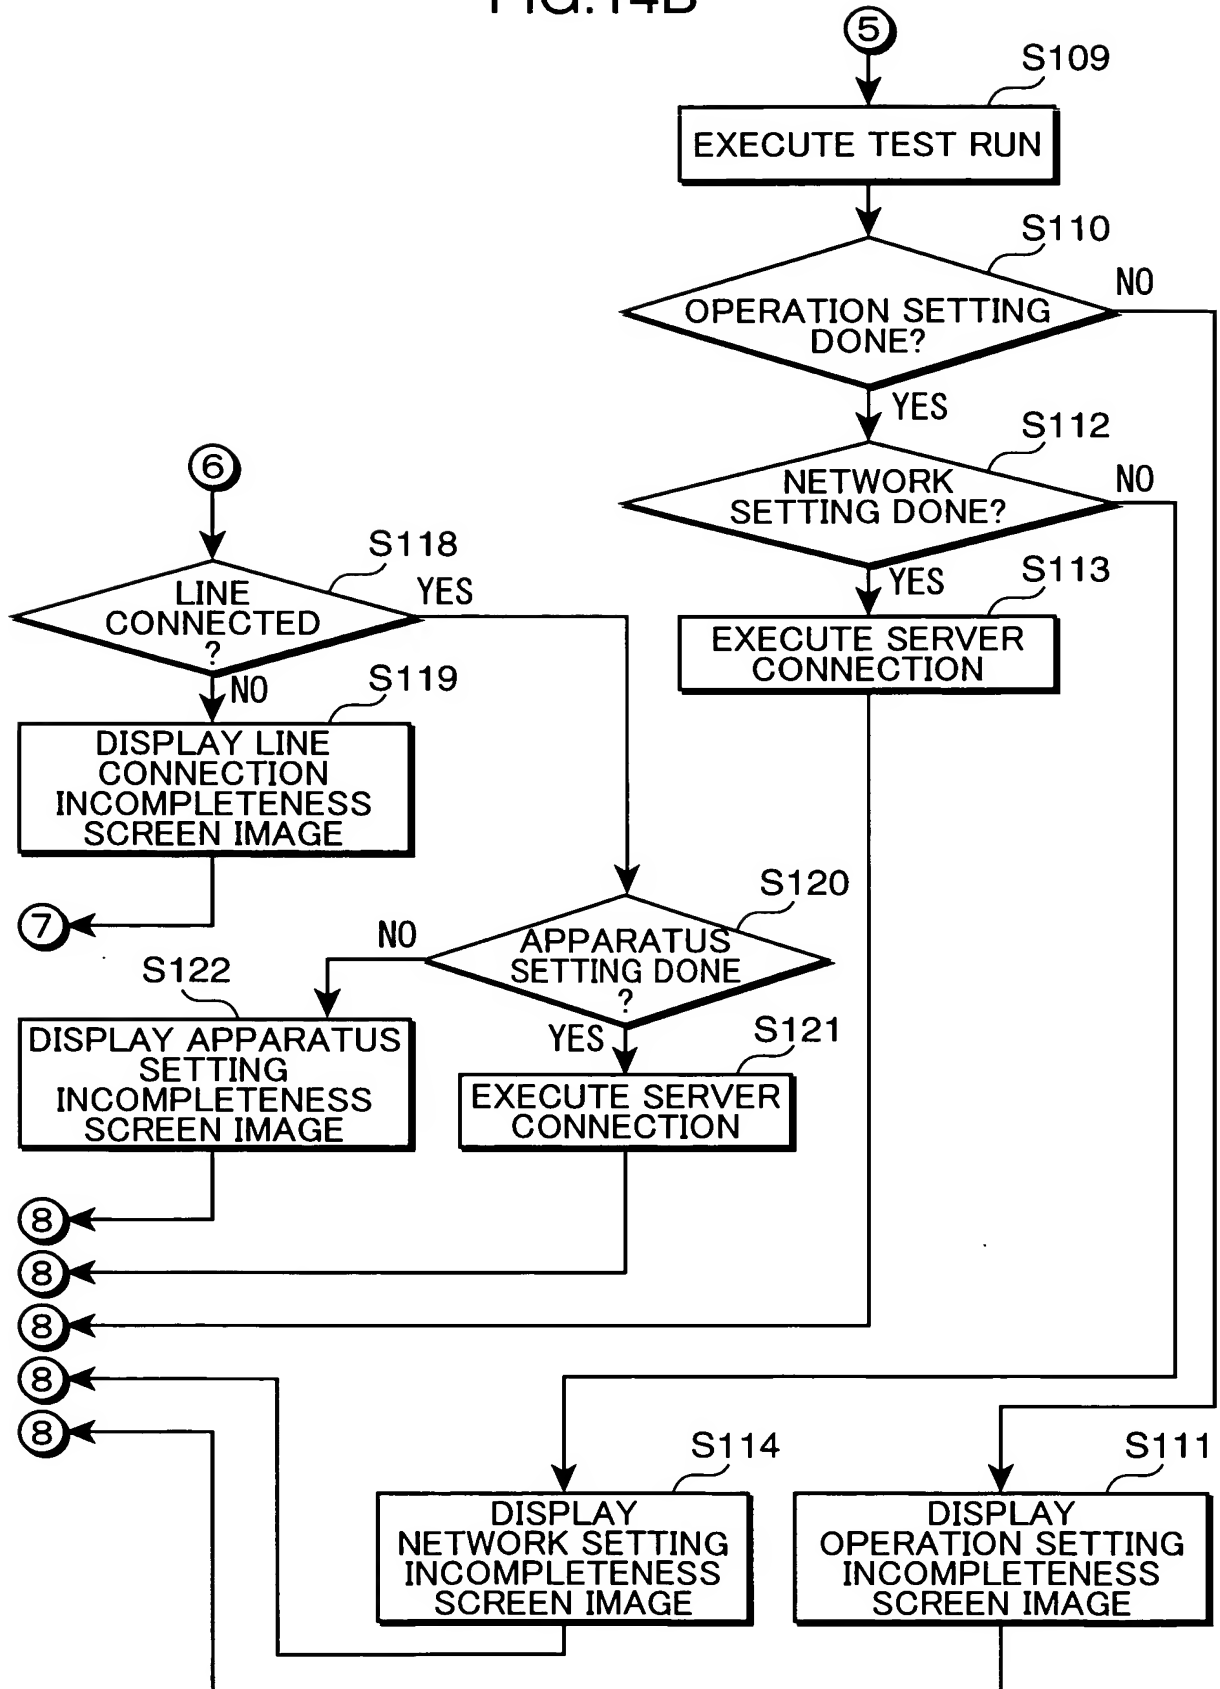 FIG.14B
5
S109
EXECUTE TEST RUN
S110
NO
OPERATION SETTING
DONE?
YES
S112
NO
NETWORK
SETTING DONE?
YES
S113
EXECUTE SERVER
CONNECTION
6
S118
YES
LINE
CONNECTED
?
NO
S119
DISPLAY LINE
CONNECTION
INCOMPLETENESS
SCREEN IMAGE
7
S120
NO
APPARATUS
SETTING DONE
?
YES
S122
DISPLAY APPARATUS
SETTING
INCOMPLETENESS
SCREEN IMAGE
S121
EXECUTE SERVER
CONNECTION
8
8
8
8
8
S114
DISPLAY
NETWORK SETTING
INCOMPLETENESS
SCREEN IMAGE
S111
DISPLAY
OPERATION SETTING
INCOMPLETENESS
SCREEN IMAGE